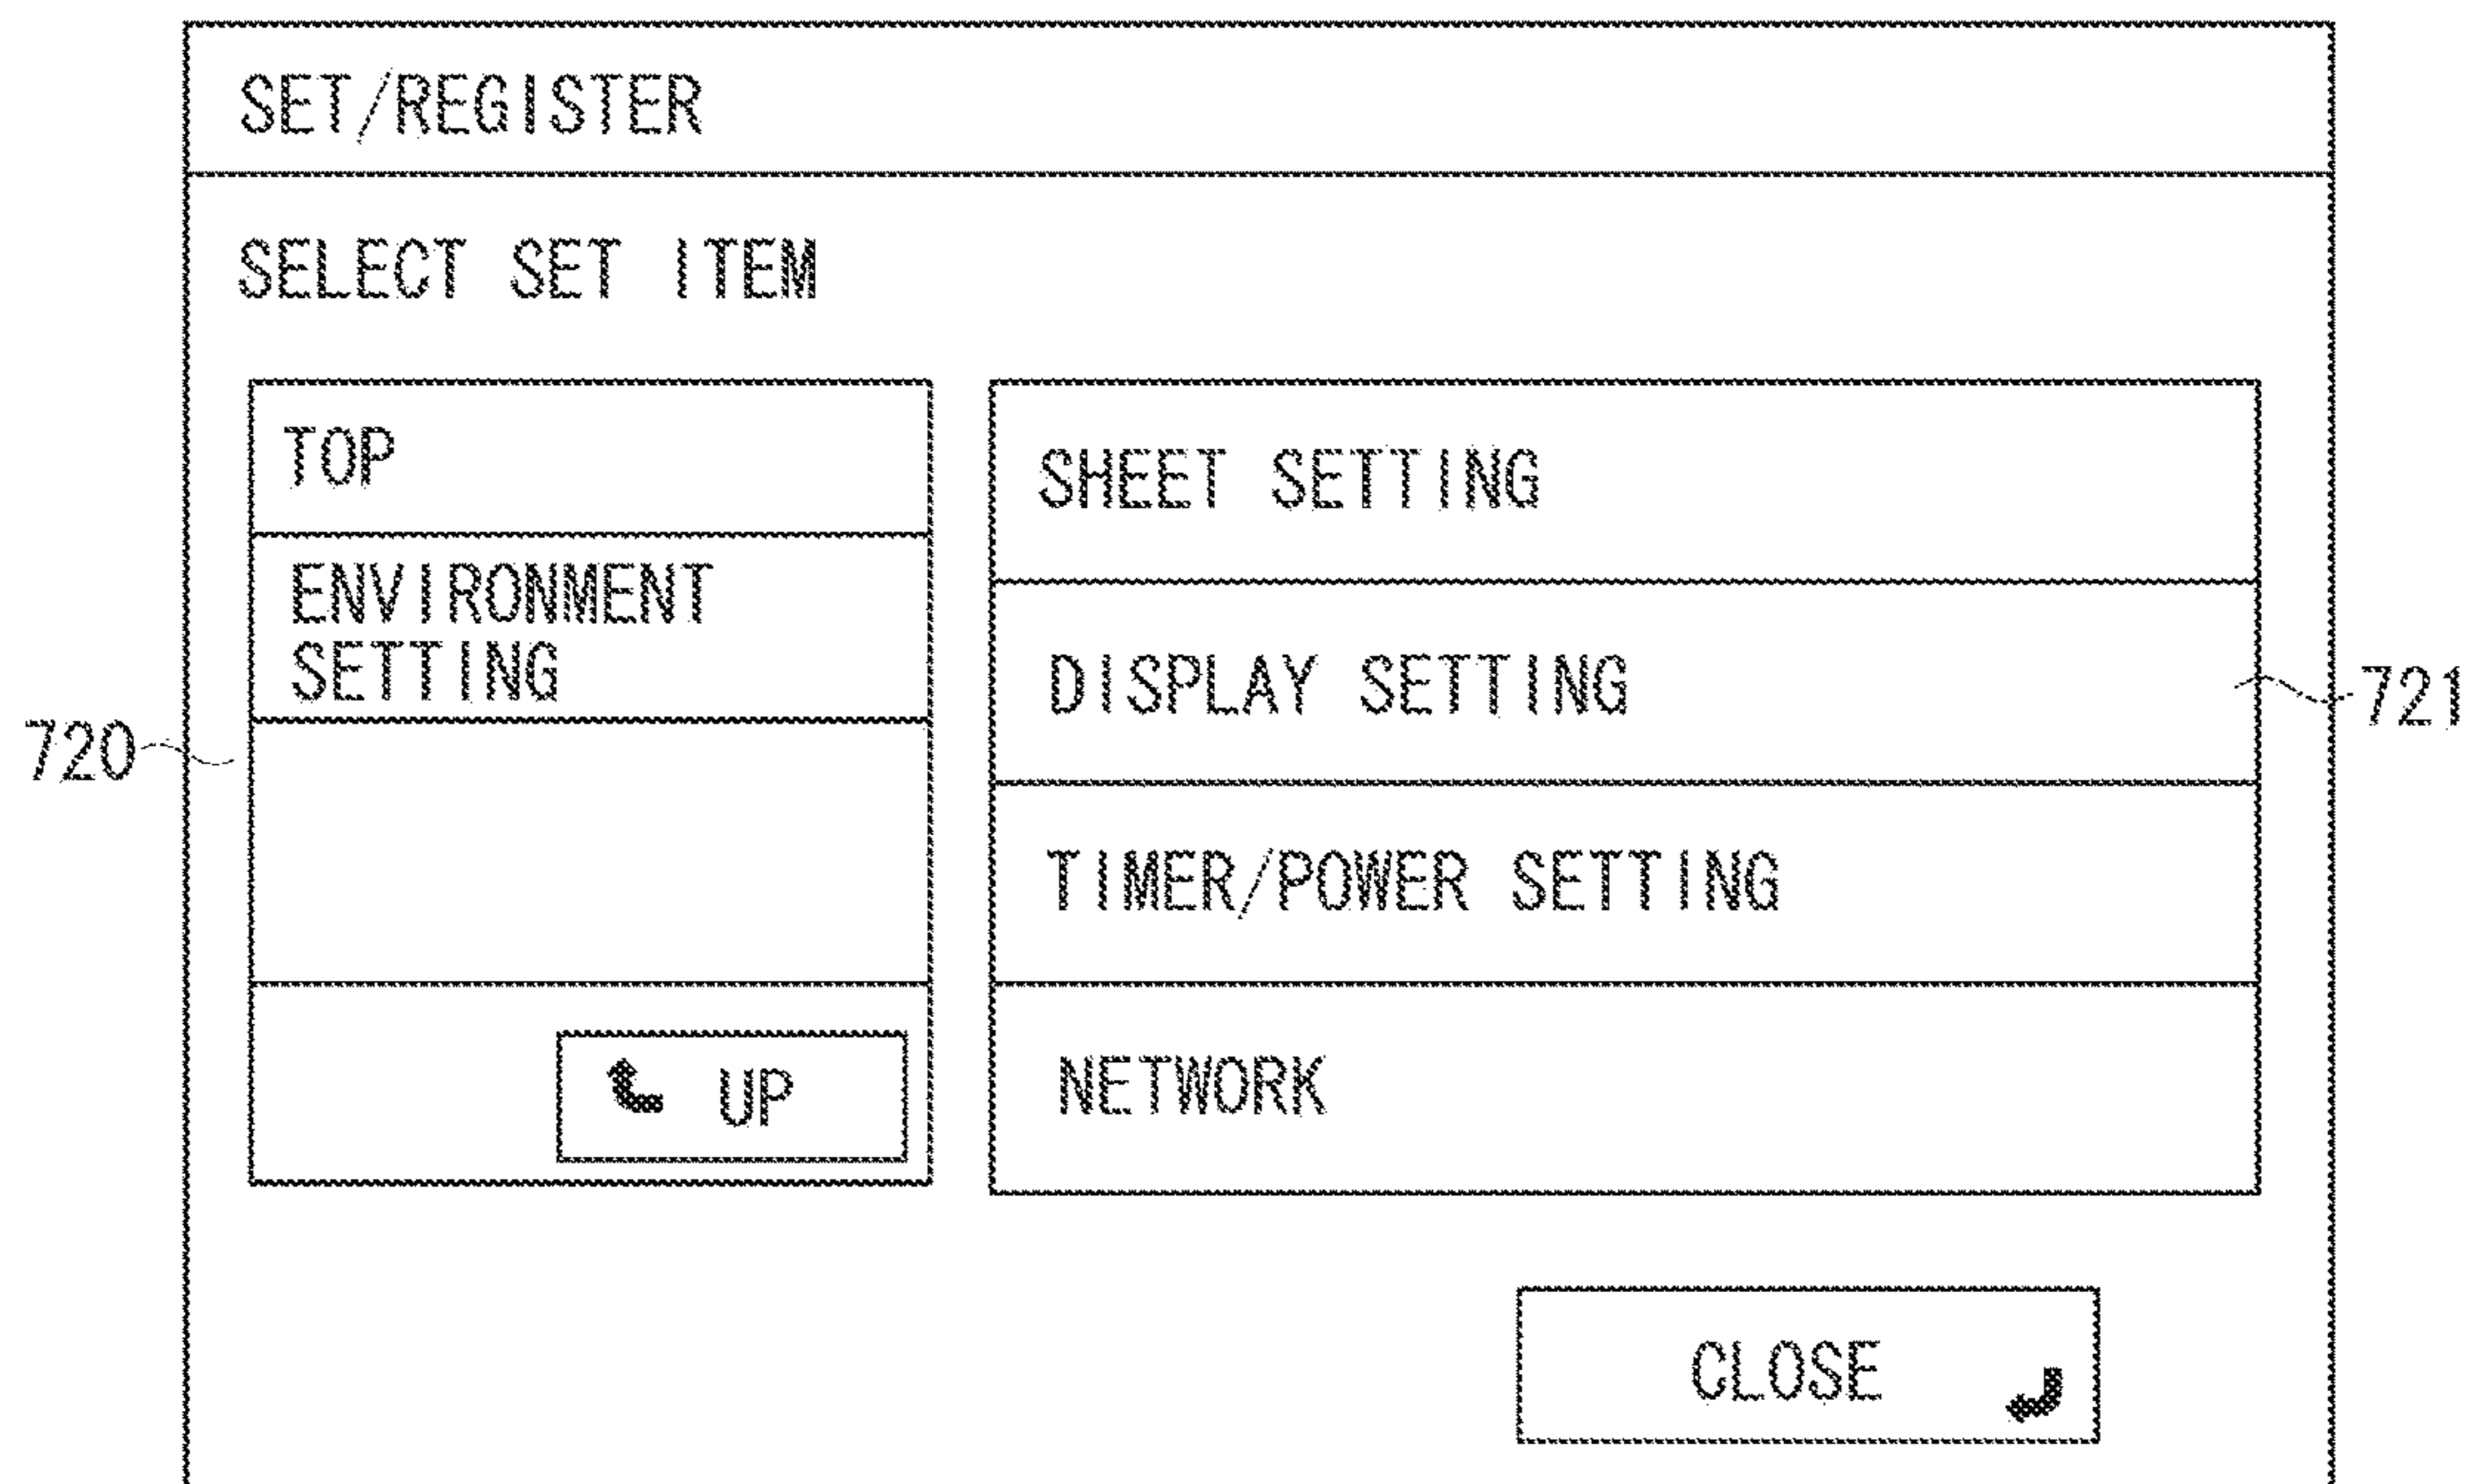 SET/REGISTER
SELECT SET ITEM
TOP
ENVIRONMENT
SETTING
720
UP
SHEET SETTING
DISPLAY SETTING
721
TIMER/POWER SETTING
NETWORK
CLOSE